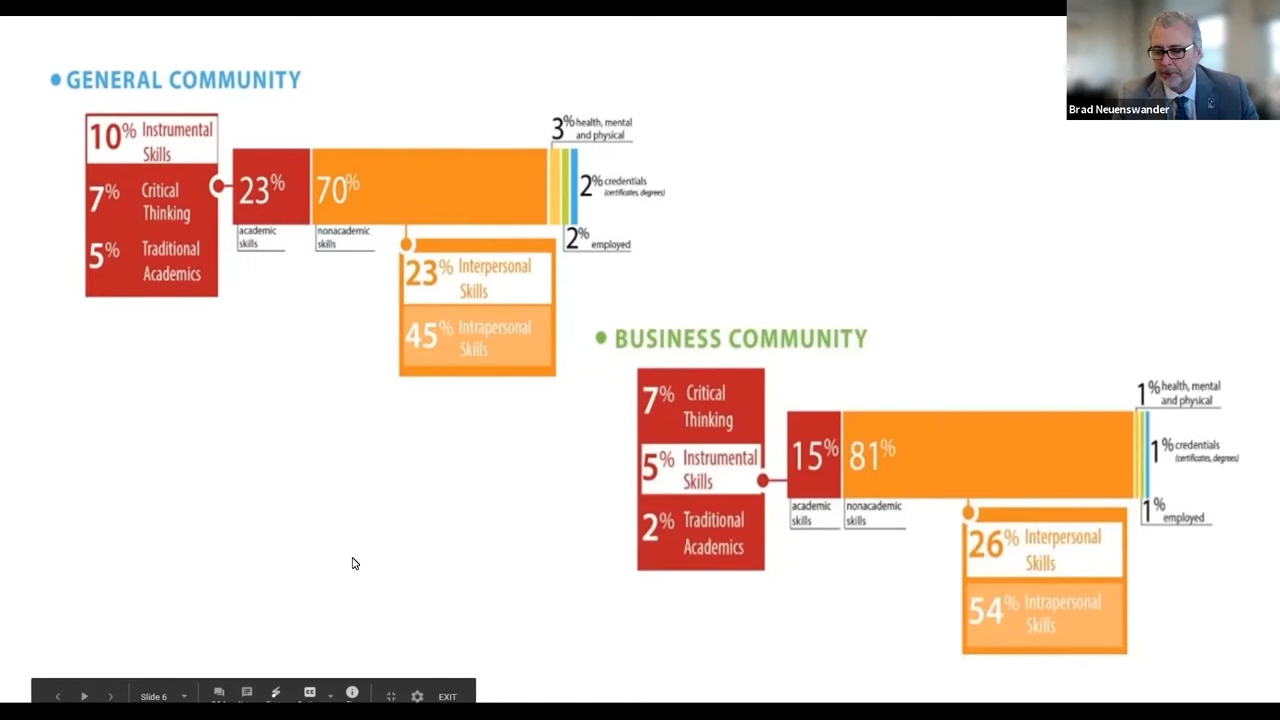 Brad Neuenswander
• GENERAL COMMUNITY
10% Instrumental
Skills
7% Critical
Thinking
5% Traditional
Academics
23%
academic
skills
70%
nonacademic
skills
3% health, mental
and physical
2% credentials
(certificates, degrees)
2% employed
23% Interpersonal
Skills
45% Intrapersonal
Skills
• BUSINESS COMMUNITY
7% Critical
Thinking
5% Instrumental
Skills
2% Traditional
Academics
15%
academic
skills
81%
nonacademic
skills
1% health, mental
and physical
1% credentials
(certificates, degrees)
1% employed
26% Interpersonal
Skills
54% Intrapersonal
Skills
Slide 6
EXIT